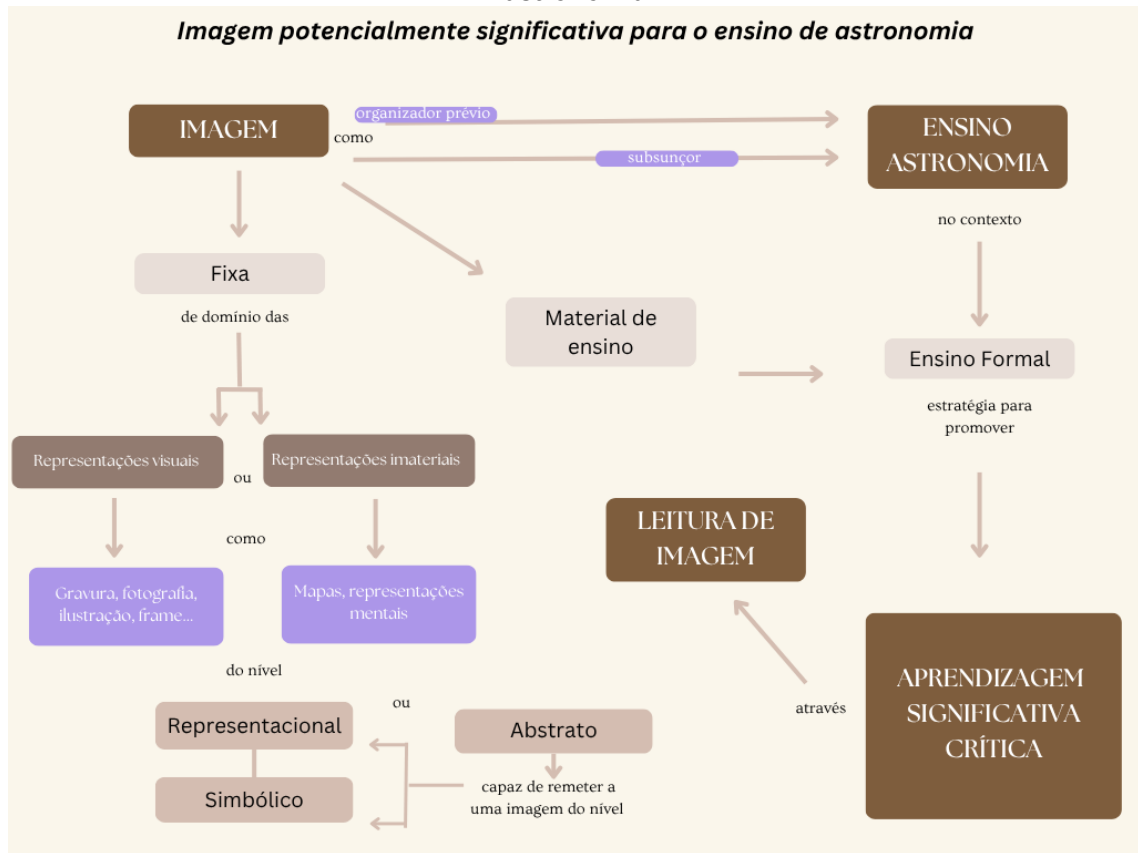 Imagem potencialmente significativa para o ensino de astronomia
IMAGEM
como
organizador prévio
subsunçor
ENSINO
ASTRONOMIA
no contexto
Fixa
de domínio das
Material de
ensino
Ensino Formal
estratégia para
promover
Representações visuais
ou
Representações imateriais
como
Gravura, fotografia,
ilustração, frame...
Mapas, representações
mentais
LEITURA DE
IMAGEM
APRENDIZAGEM
SIGNIFICATIVA
CRÍTICA
através
do nível
ou
Representacional
Simbólico
Abstrato
capaz de remeter a
uma imagem do nível